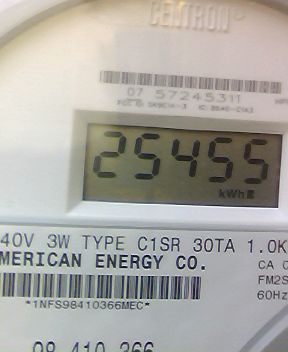 CENTRON®
07 57245311
25455
kWh
40V 3W TYPE C1SR 30TA 1.0K
MERICAN ENERGY CO.
CA 0
FM2S
*1NFS98410366MEC*
60Hz
98 410 366